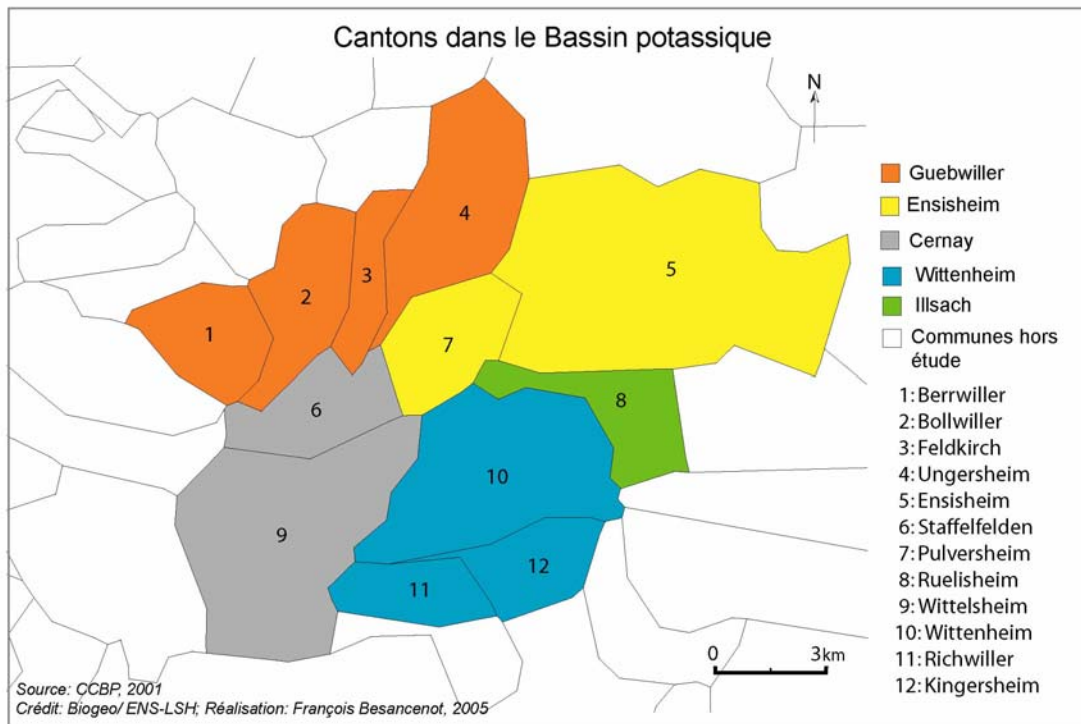 Cantons dans le Bassin potassique
N
Guebwiller
Ensisheim
Cernay
Wittenheim
Illsach
Communes hors
étude
1: Berrwiller
2: Bollwiller
3: Feldkirch
4: Ungersheim
5: Ensisheim
6: Staffelfelden
7: Pulversheim
8: Ruelisheim
9: Wittelsheim
10: Wittenheim
11: Richwiller
12: Kingersheim
4
5
3
2
1
7
6
8
10
9
12
11
0 3km
Source: CCBP, 2001
Crédit: Biogeo/ ENS-LSH; Réalisation: François Besancenot, 2005